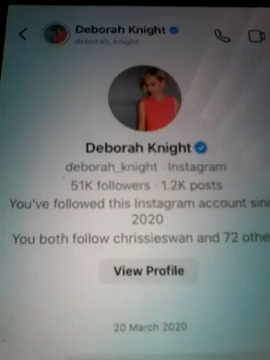 Deborah Knight
deborah_knight
Deborah Knight
deborah_knight · Instagram
51K followers · 1.2K posts
You've followed this Instagram account sinc
2020
You both follow chrissieswan and 72 othe
View Profile
20 March 2020